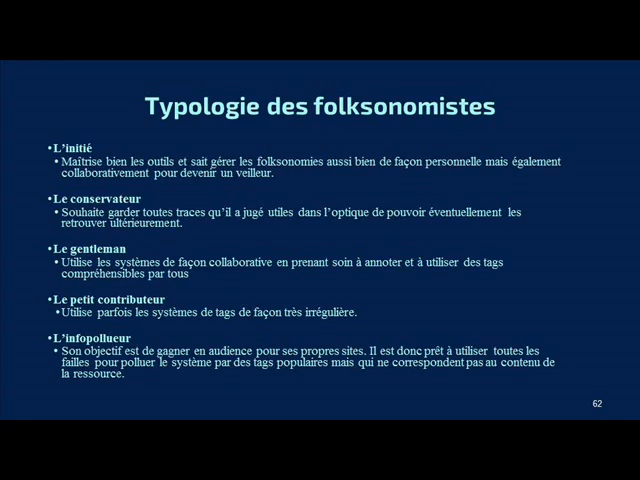 Typologie des folksonomistes
•L’initié
• Maîtrise bien les outils et sait gérer les folksonomies aussi bien de façon personnelle mais également
collaborativement pour devenir un veilleur.
•Le conservateur
• Souhaite garder toutes traces qu’il a jugé utiles dans l’optique de pouvoir éventuellement les
retrouver ultérieurement.
•Le gentleman
• Utilise les systèmes de façon collaborative en prenant soin à annoter et à utiliser des tags
compréhensibles par tous
•Le petit contributeur
•Utilise parfois les systèmes de tags de façon très irrégulière.
•L’infopollueur
• Son objectif est de gagner en audience pour ses propres sites. Il est donc prêt à utiliser toutes les
failles pour polluer le système par des tags populaires mais qui ne correspondent pas au contenu de
la ressource.
62